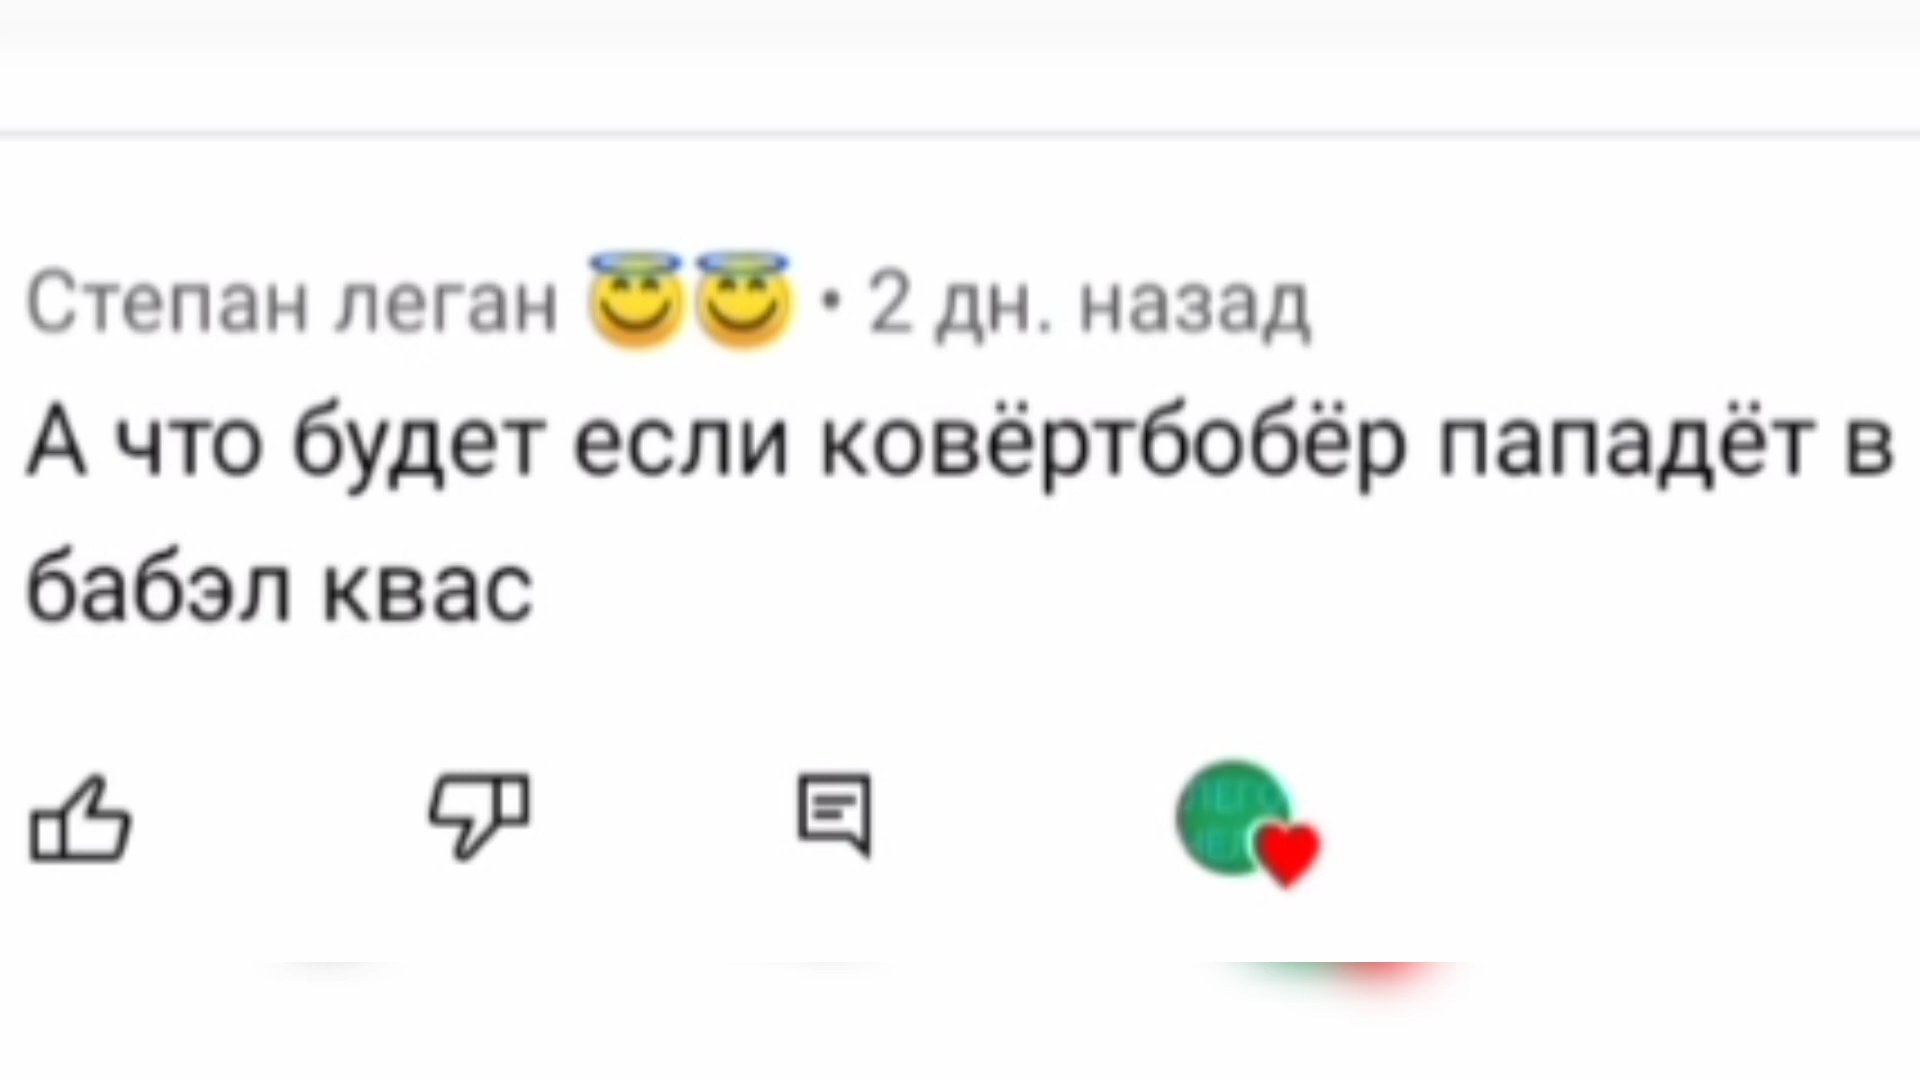 Степан леган 😇😇 • 2 дн. назад
А что будет если ковёртбобёр пападёт в
бабэл квас